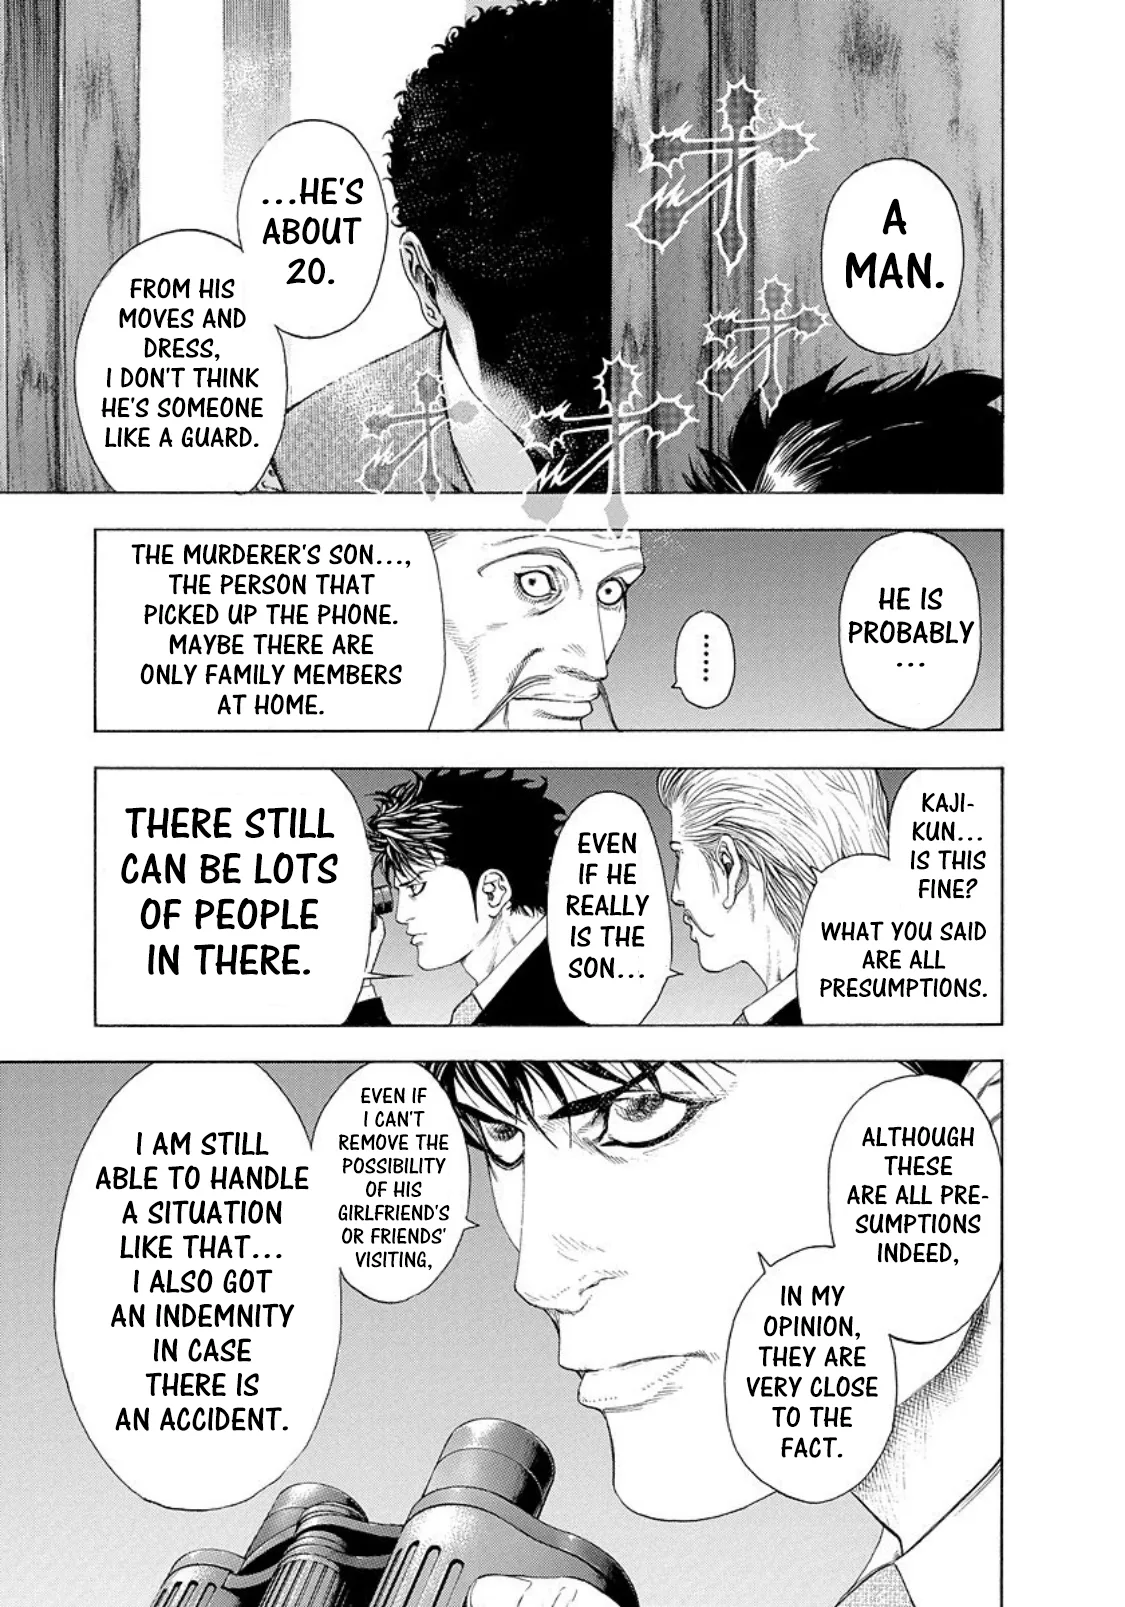 A
MAN.
...HE'S
ABOUT
20.
FROM HIS
MOVES AND
DRESS,
I DON'T THINK
HE'S SOMEONE
LIKE A GUARD.
HE IS
PROBABLY
...
......
THE MURDERER'S SON...,
THE PERSON THAT
PICKED UP THE PHONE.
MAYBE THERE ARE
ONLY FAMILY MEMBERS
AT HOME.
KAJI-
KUN...
IS THIS
FINE?
WHAT YOU SAID
ARE ALL
PRESUMPTIONS.
EVEN
IF HE
REALLY
IS THE
SON...
THERE STILL
CAN BE LOTS
OF PEOPLE
IN THERE.
ALTHOUGH
THESE
ARE ALL PRE-
SUMPTIONS
INDEED,
IN MY
OPINION,
THEY ARE
VERY CLOSE
TO THE
FACT.
EVEN IF
I CAN'T
REMOVE THE
POSSIBILITY
OF HIS
GIRLFRIEND'S
OR FRIENDS'
VISITING,
I AM STILL
ABLE TO HANDLE
A SITUATION
LIKE THAT...
I ALSO GOT
AN INDEMNITY
IN CASE
THERE IS
AN ACCIDENT.